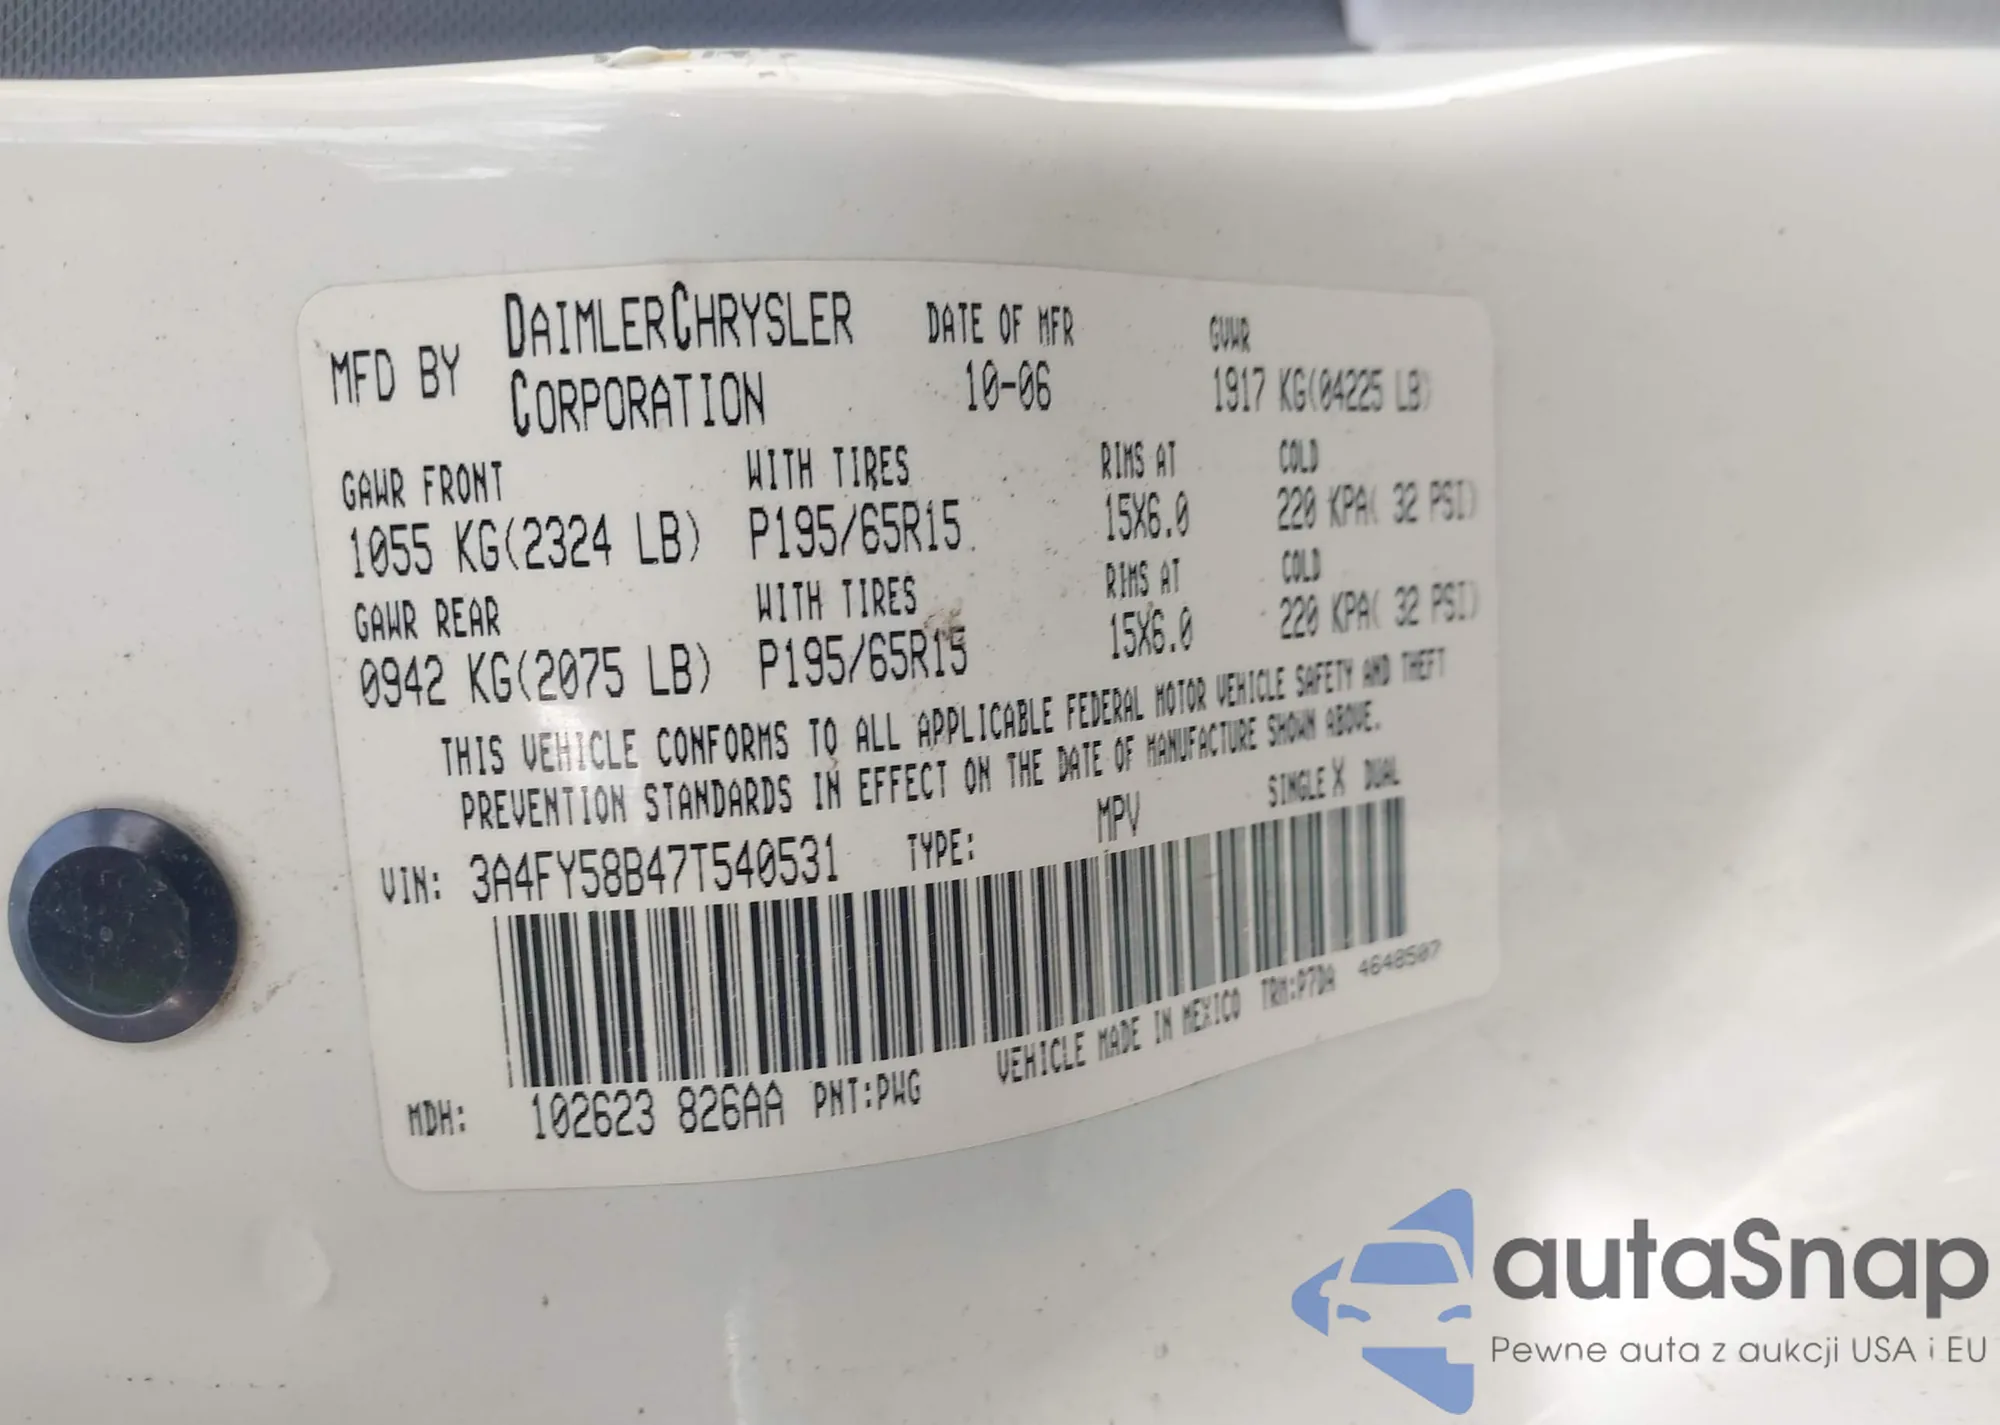 MFD BY DAIMLERCHRYSLER CORPORATION
DATE OF MFR
10-06
GVWR
1917 KG(04225 LB)
GAWR FRONT WITH TIRES RIMS AT COLD
1055 KG(2324 LB) P195/65R15 15X6.0 220 KPA( 32 PSI)
GAWR REAR WITH TIRES RIMS AT COLD
0942 KG(2075 LB) P195/65R15 15X6.0 220 KPA( 32 PSI)
THIS VEHICLE CONFORMS TO ALL APPLICABLE FEDERAL MOTOR VEHICLE SAFETY AND THEFT
PREVENTION STANDARDS IN EFFECT ON THE DATE OF MANUFACTURE SHOWN ABOVE.
VIN: 3A4FY58B47T540531 TYPE: MPV SINGLE X DUAL
MDH: 102623 826AA PNT:PWG VEHICLE MADE IN MEXICO TRM:P7DA 4648507
autaSnap
Pewne auta z aukcji USA i EU